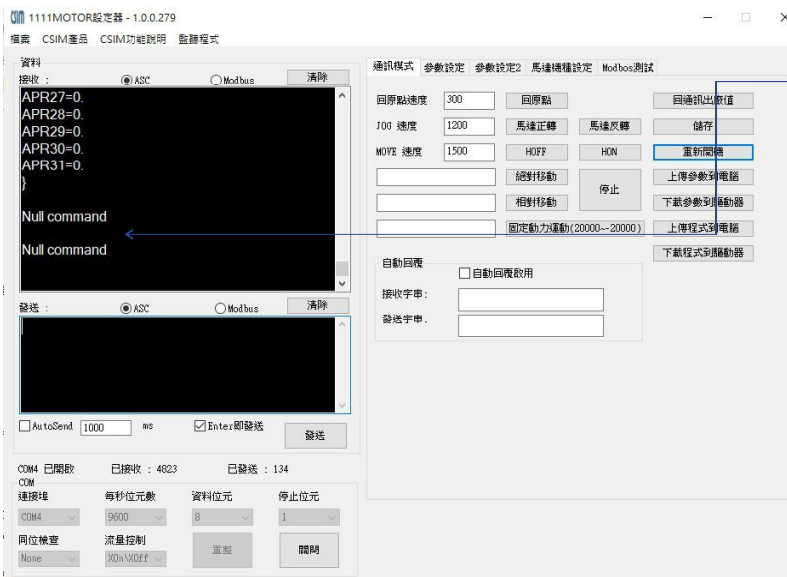 CSIM 1111MOTOR設定器 - 1.0.0.279
檔案 CSIM產品 CSIM功能說明 監聽程式
資料
接收 : ASC Modbus 清除
APR27=0.
APR28=0.
APR29=0.
APR30=0.
APR31=0.
}
Null command
Null command
發送 : ASC Modbus 清除
AutoSend 1000 ms Enter即發送 發送
COM4 已開啟 已接收 : 4823 已發送 : 134
COM
連接埠 每秒位元數 資料位元 停止位元
COM4 9600 8 1
同位檢查 流量控制
None XOn\XOff 重整 關閉
通訊模式 參數設定 參數設定2 馬達機種設定 Modbos測試
回原點速度 300 回原點 回通訊出廠值
JOG 速度 1200 馬達正轉 馬達反轉 儲存
MOVE 速度 1500 HOFF HON 重新開機
絕對移動 停止 上傳參數到電腦
相對移動 下載參數到驅動器
固定動力運動(20000~-20000) 上傳程式到電腦
下載程式到驅動器
自動回覆
自動回覆啟用
接收字串:
發送字串.